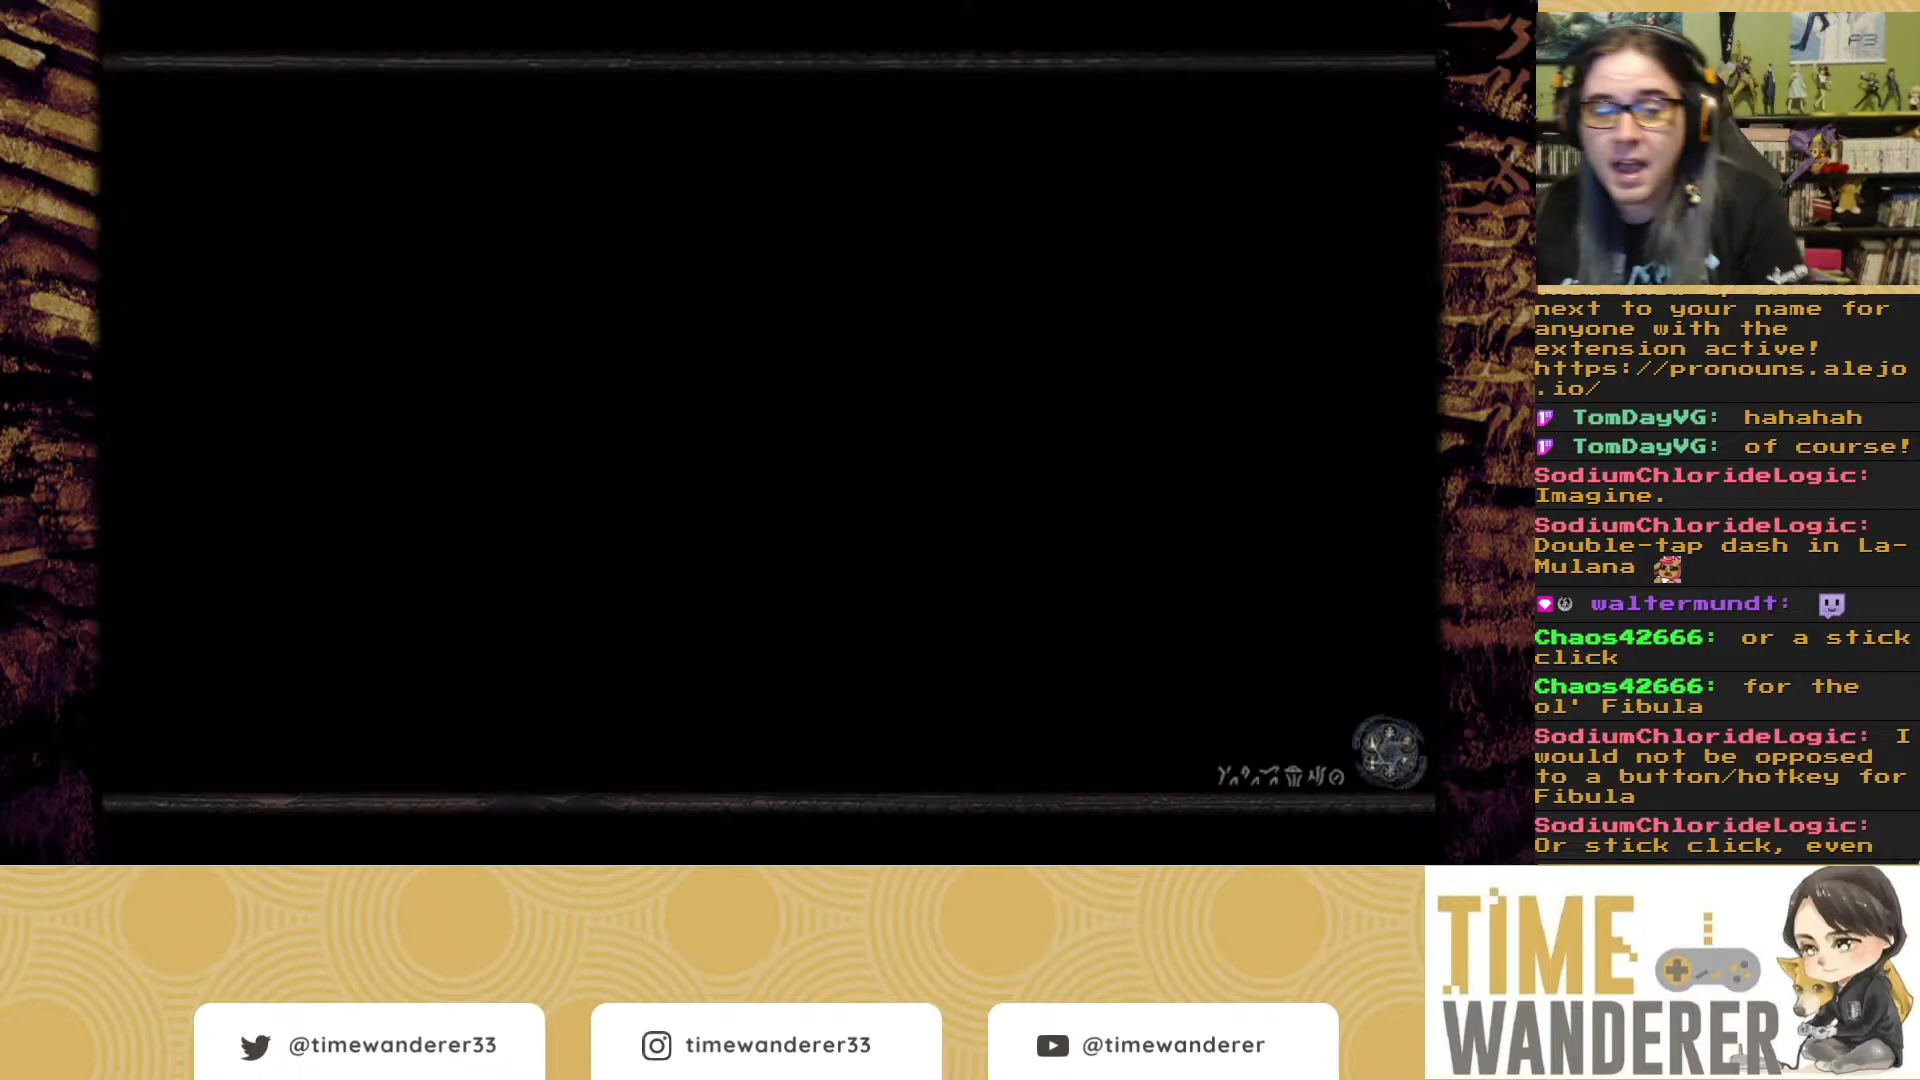 P3
next to your name for
anyone with the
extension active!
https://pronouns.alejo
.io/
TomDayVG: hahahah
TomDayVG: of course!
SodiumChlorideLogic:
Imagine.
SodiumChlorideLogic:
Double-tap dash in La-
Mulana
waltermundt:
Chaos42666: or a stick
click
Chaos42666: for the
ol' Fibula
SodiumChlorideLogic: I
would not be opposed
to a button/hotkey for
Fibula
SodiumChlorideLogic:
Or stick click, even
TIME
WANDERER
@timewanderer33
timewanderer33
@timewanderer